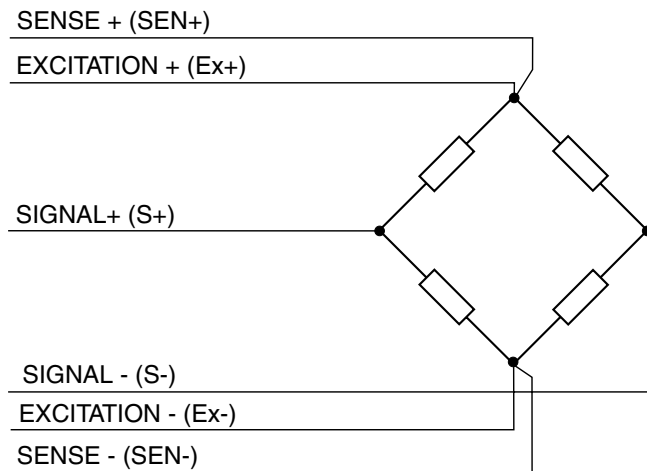 SENSE + (SEN+)
EXCITATION + (Ex+)
SIGNAL+ (S+)
SIGNAL - (S-)
EXCITATION - (Ex-)
SENSE - (SEN-)